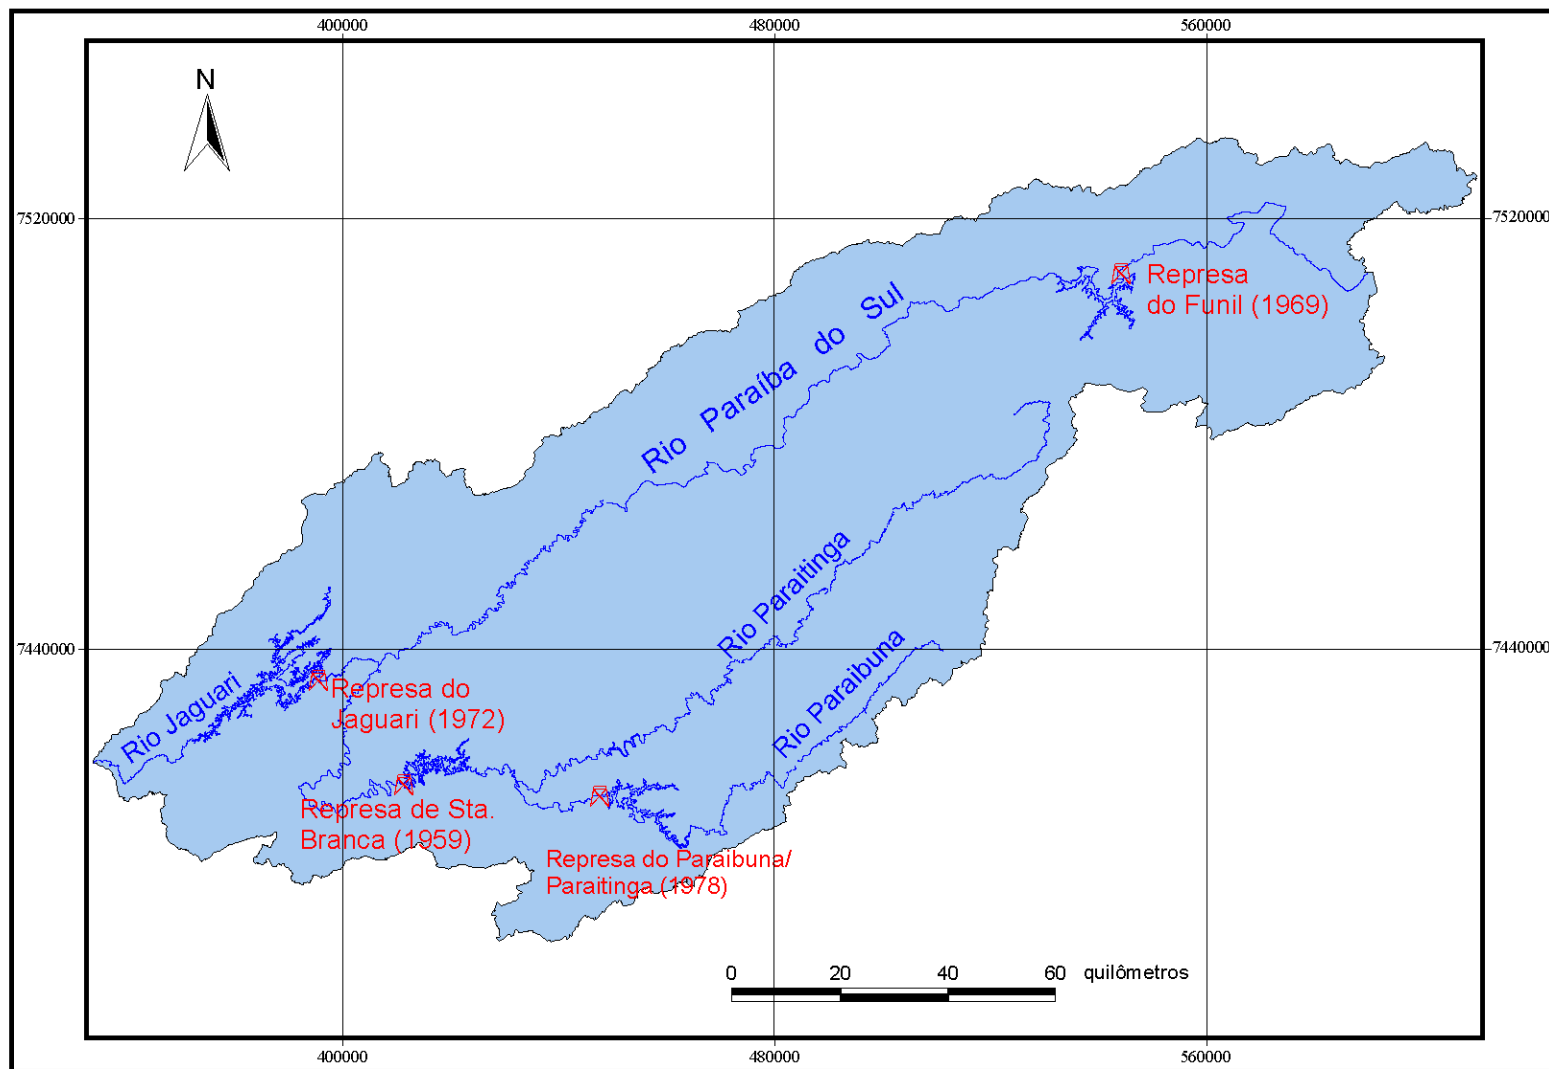 400000 480000 560000
N
7520000 7520000
Represa
do Funil (1969)
Rio Paraíba do Sul
Rio Paraitinga
7440000 7440000
Rio Paraibuna
Rio Jaguari
Represa do
Jaguari (1972)
Represa de Sta.
Branca (1959)
Represa do Paraibuna/
Paraitinga (1978)
0 20 40 60 quilômetros
400000 480000 560000